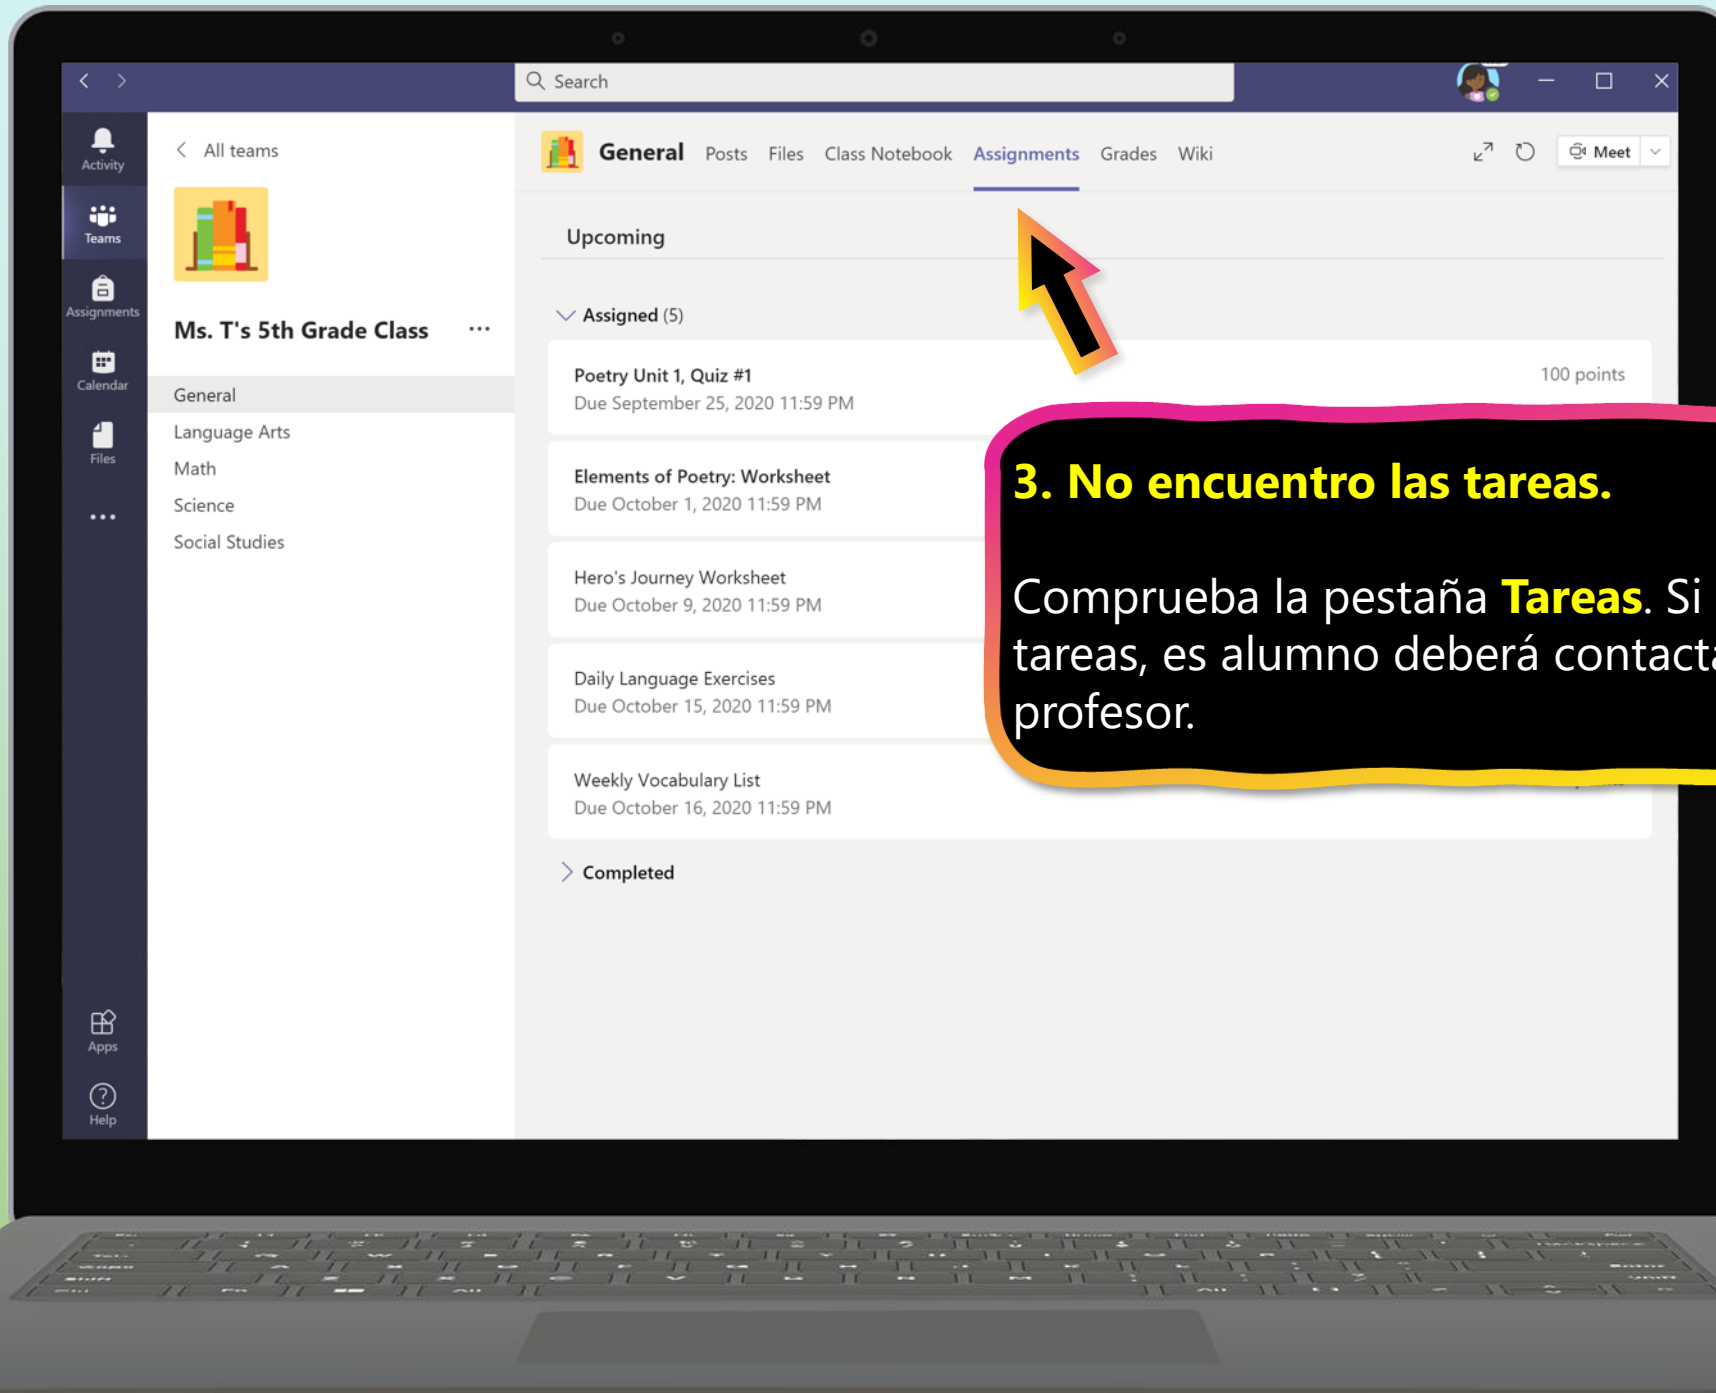 Search
Activity
Teams
Assignments
Calendar
Files
Apps
Help
All teams
Ms. T's 5th Grade Class
General
Language Arts
Math
Science
Social Studies
General Posts Files Class Notebook Assignments Grades Wiki
Meet
Upcoming
Assigned (5)
Poetry Unit 1, Quiz #1
100 points
Due September 25, 2020 11:59 PM
Elements of Poetry: Worksheet
Due October 1, 2020 11:59 PM
Hero's Journey Worksheet
Due October 9, 2020 11:59 PM
Daily Language Exercises
Due October 15, 2020 11:59 PM
Weekly Vocabulary List
Due October 16, 2020 11:59 PM
Completed
3. No encuentro las tareas.
Comprueba la pestaña Tareas. Si
tareas, es alumno deberá
profesor.